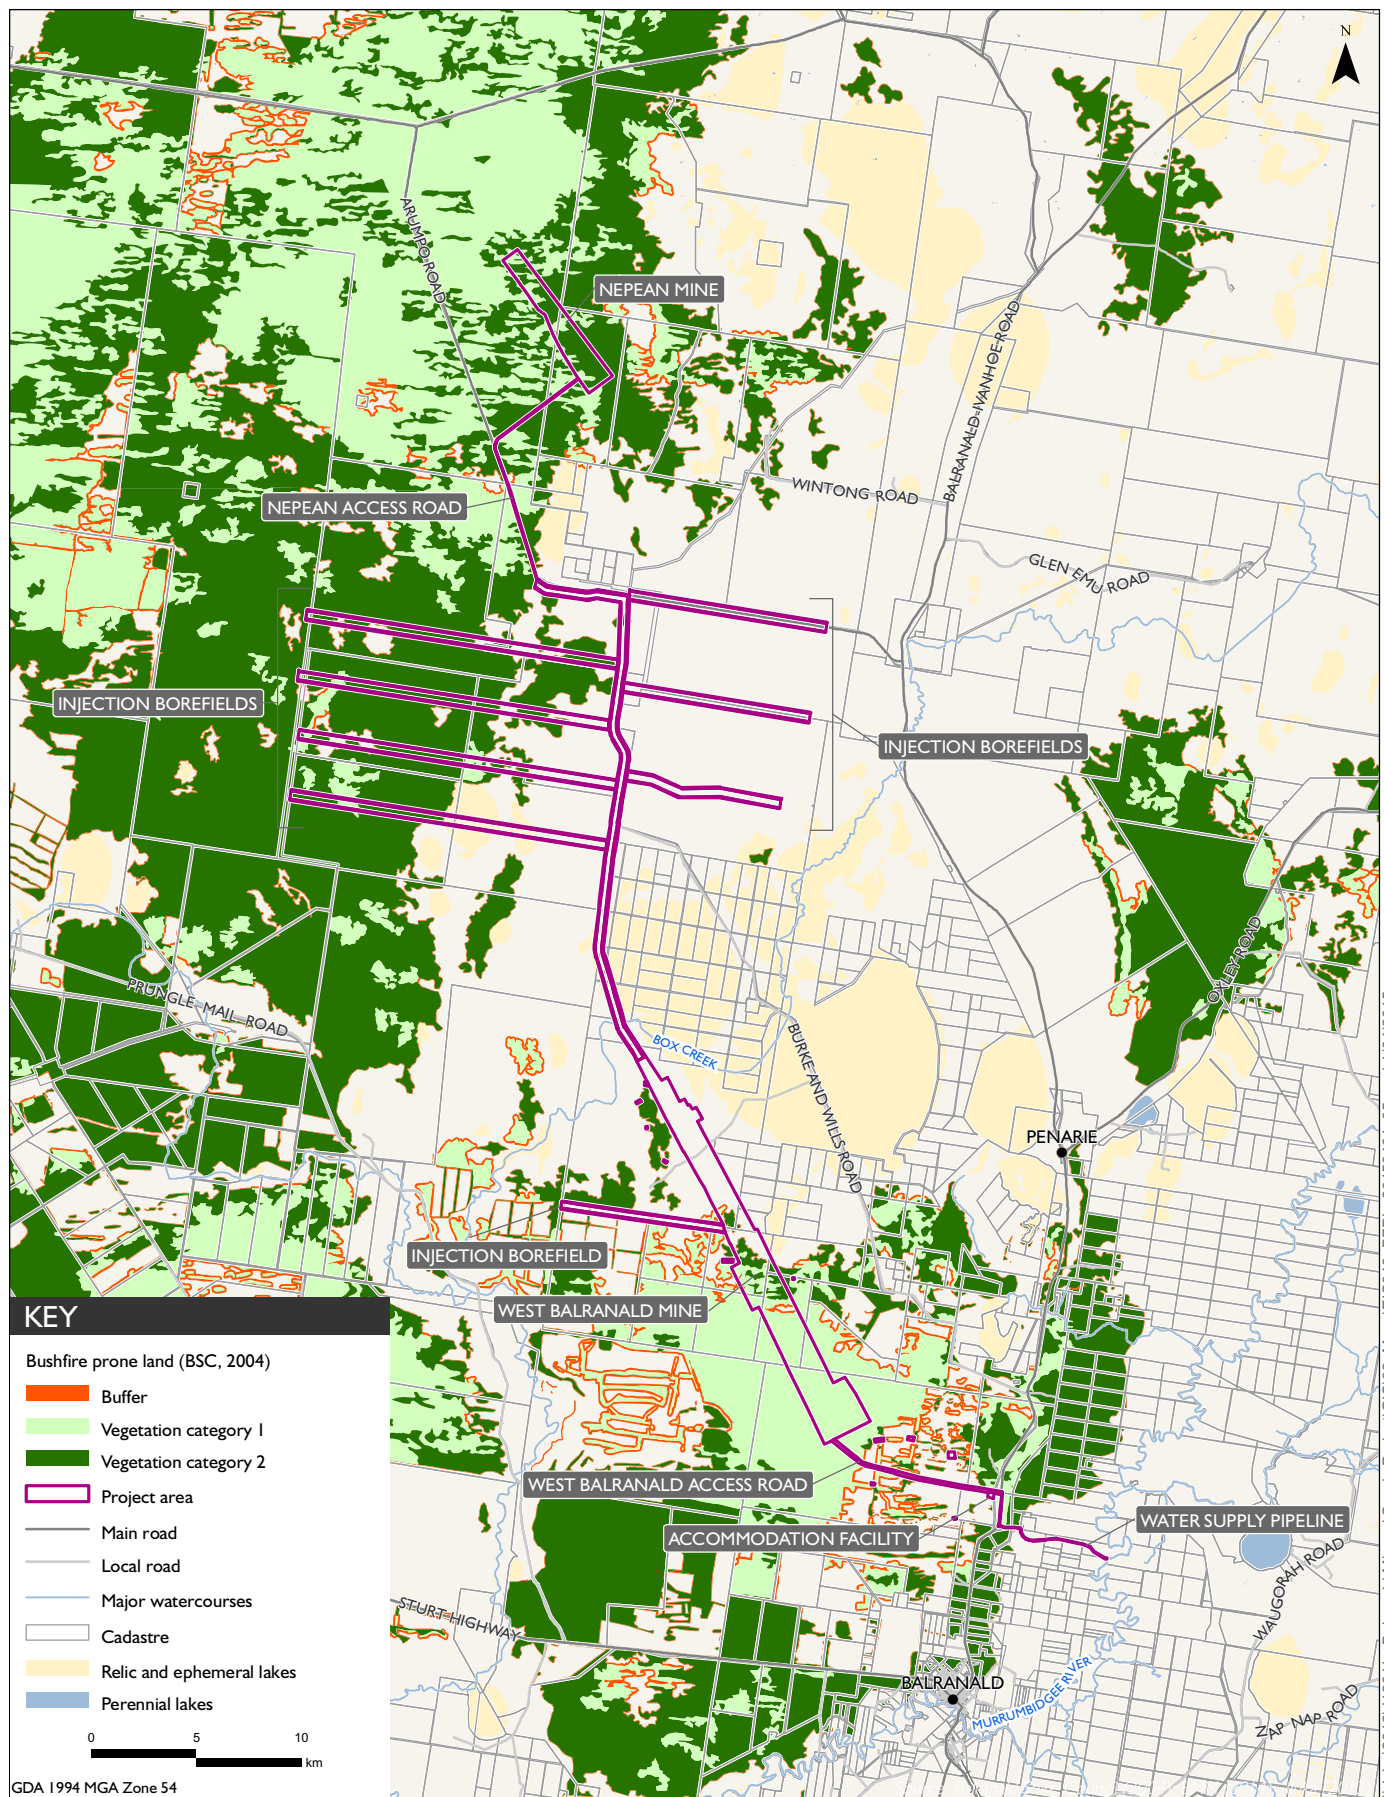 N
ARUMPO ROAD
NEPEAN MINE
BALRANALD-IVANHOE ROAD
WINTONG ROAD
NEPEAN ACCESS ROAD
GLEN EMU ROAD
INJECTION BOREFIELDS
INJECTION BOREFIELDS
OXLEY ROAD
PRUNGLE MAIL ROAD
BOX CREEK
BURKE AND WILLS ROAD
PENARIE
INJECTION BOREFIELD
WEST BALRANALD MINE
WEST BALRANALD ACCESS ROAD
WATER SUPPLY PIPELINE
ACCOMMODATION FACILITY
WAUGORAH ROAD
STURT HIGHWAY
BALRANALD
MURRUMBIDGEE RIVER
ZAP NAP ROAD
KEY
Bushfire prone land (BSC, 2004)
Buffer
Vegetation category 1
Vegetation category 2
Project area
Main road
Local road
Major watercourses
Cadastre
Relic and ephemeral lakes
Perennial lakes
0 5 10
km
GDA 1994 MGA Zone 54